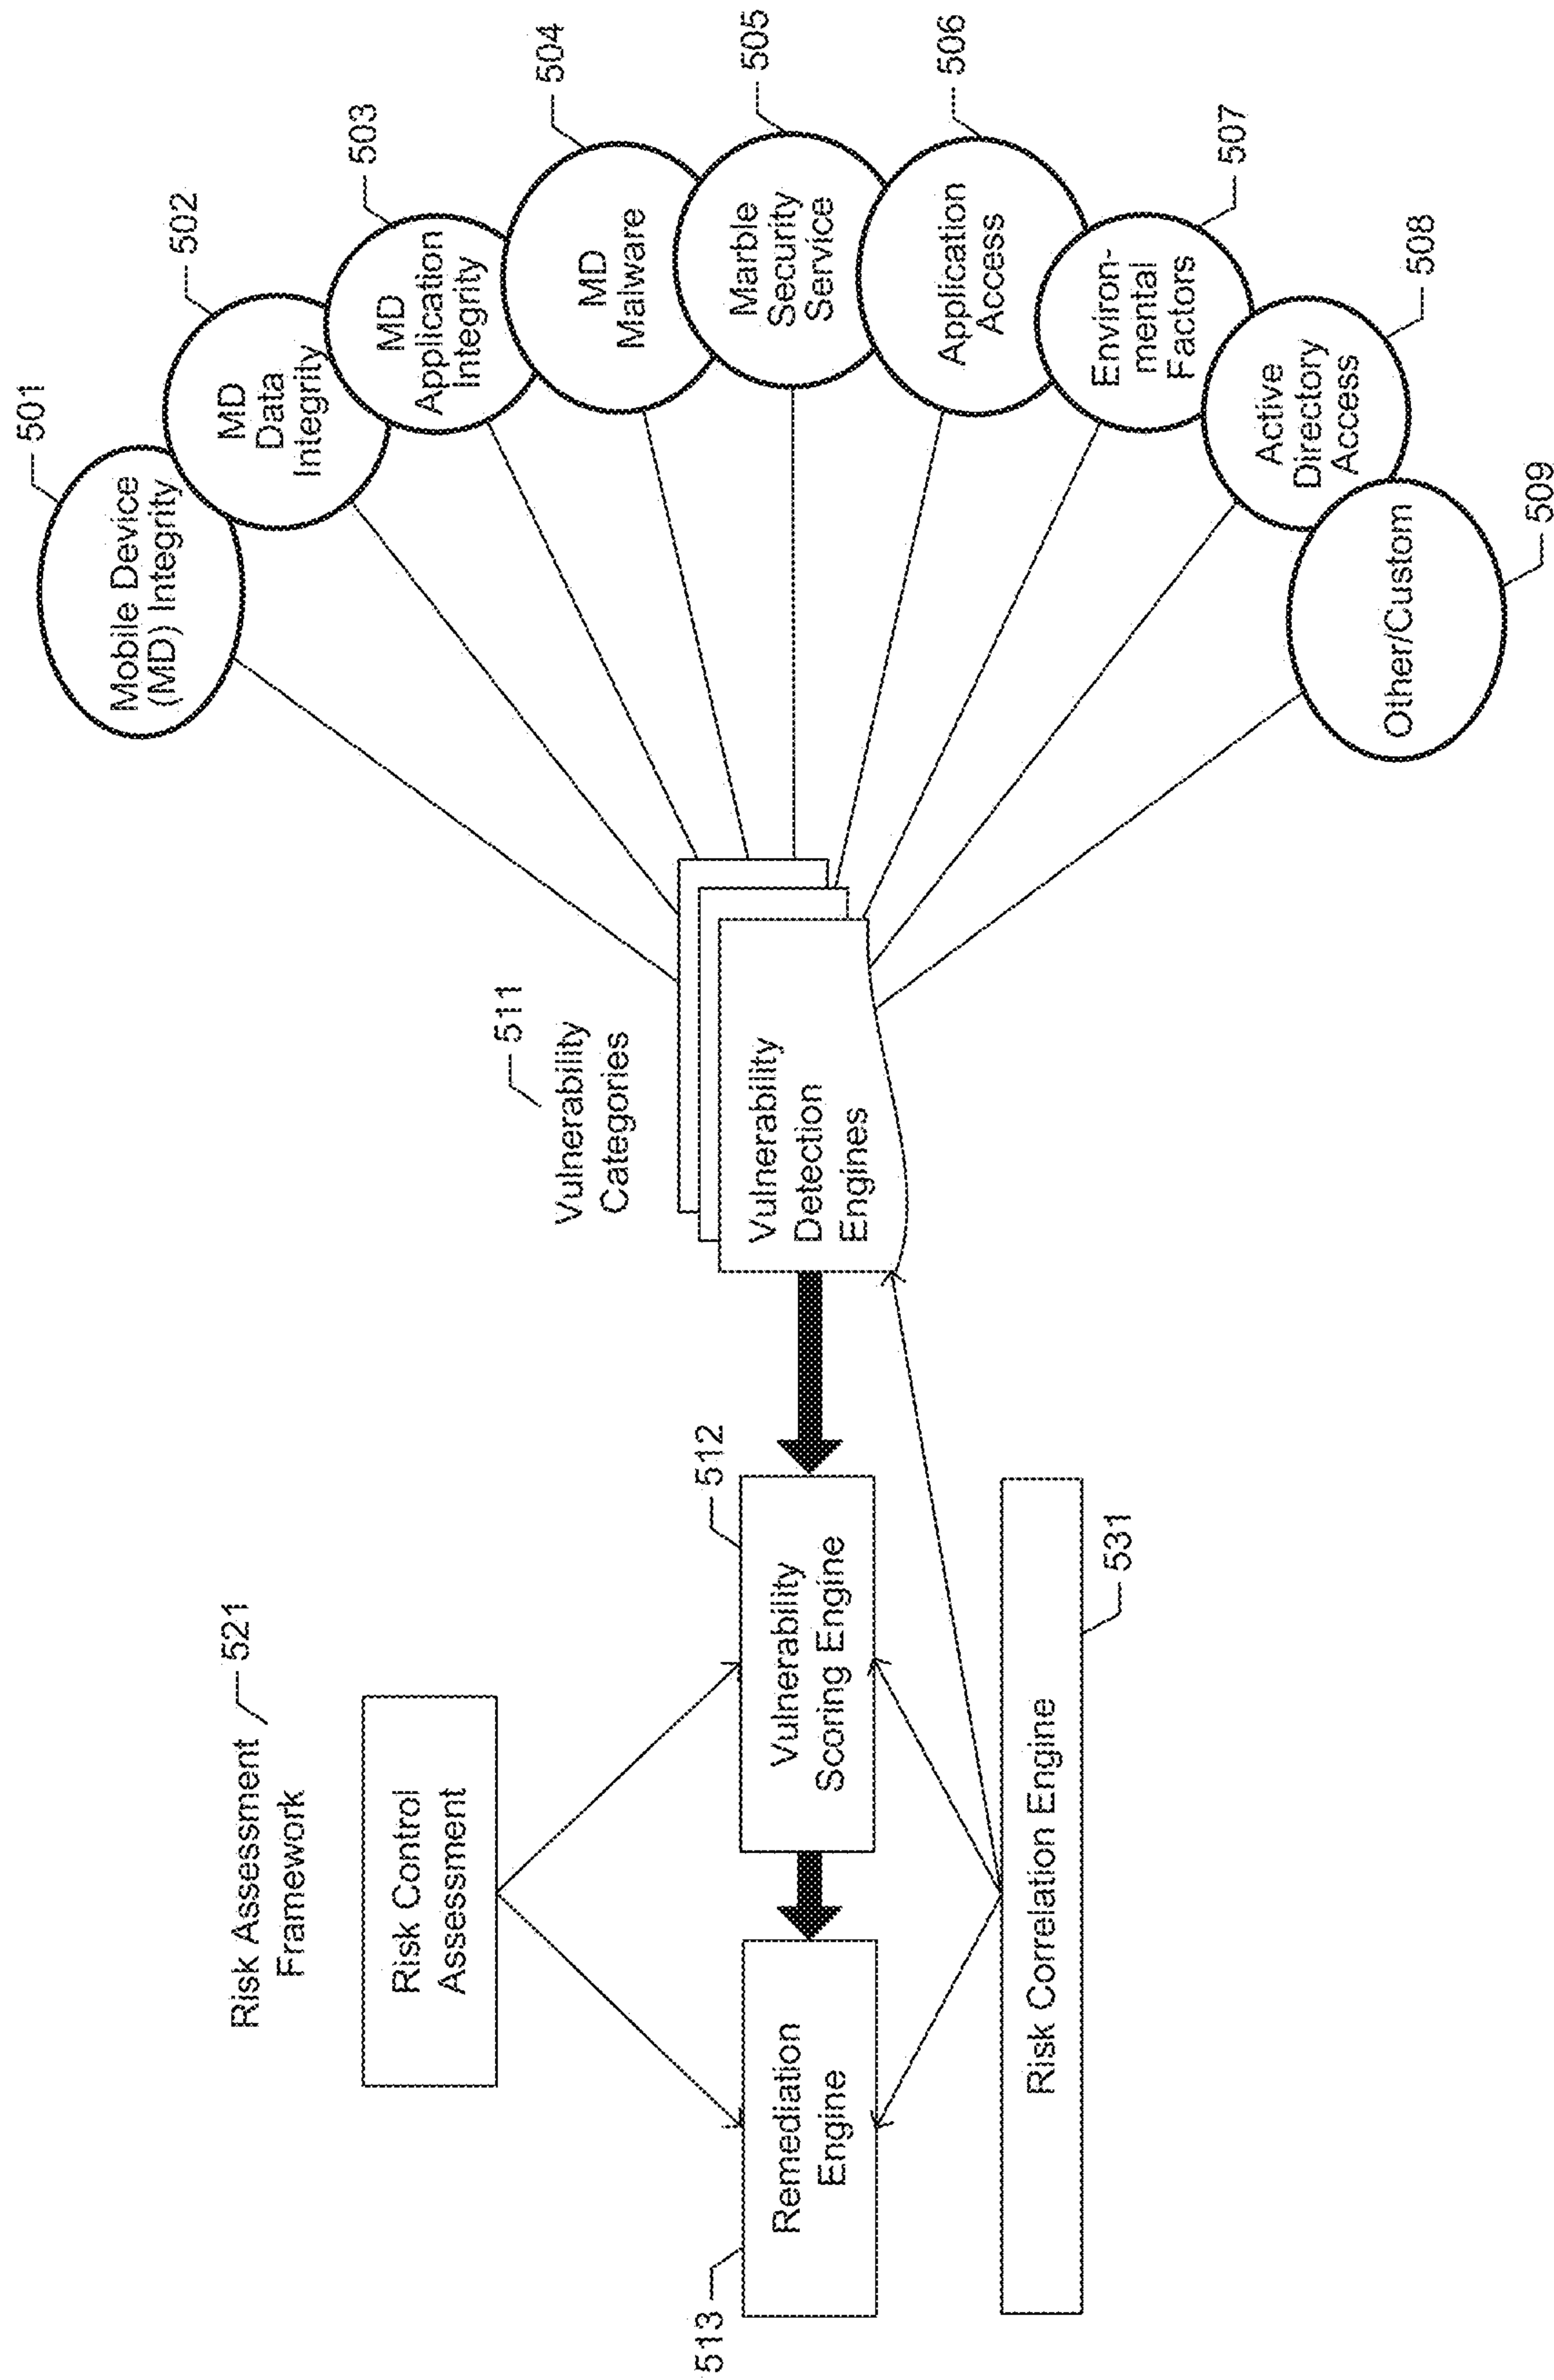 Risk Assessment
Framework
521
Risk Control
Assessment
513
Remediation
Engine
512
Vulnerability
Scoring Engine
Risk Correlation Engine
531
511
Vulnerability
Categories
Vulnerability
Detection
Engines
501
Mobile Device
(MD) Integrity
502
MD
Data
Integrity
503
MD
Application
Integrity
504
MD
Malware
505
Marble
Security
Service
506
Application
Access
507
Environ-
mental
Factors
508
Active
Directory
Access
509
Other/Custom